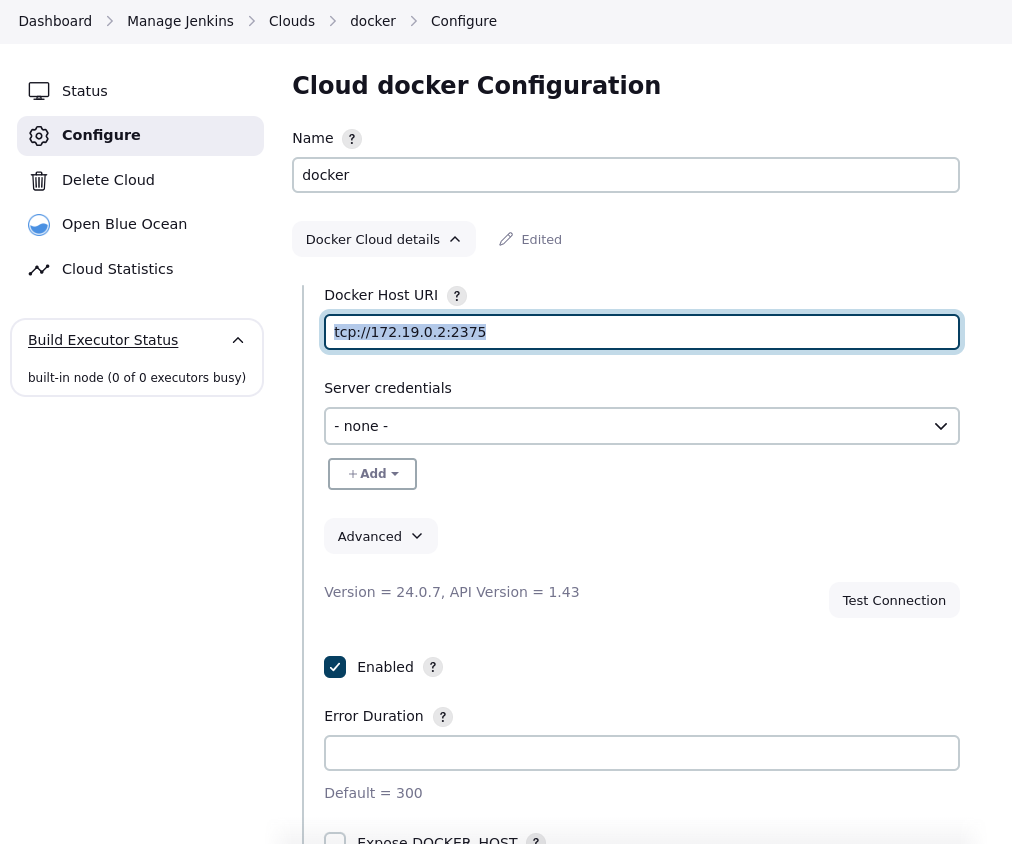 Dashboard > Manage Jenkins > Clouds > docker > Configure
Status
Configure
Delete Cloud
Open Blue Ocean
Cloud Statistics
Build Executor Status
built-in node (0 of 0 executors busy)
Cloud docker Configuration
Name ?
docker
Docker Cloud details
Edited
Docker Host URI ?
tcp://172.19.0.2:2375
Server credentials
- none -
+ Add
Advanced
Version = 24.0.7, API Version = 1.43
Test Connection
Enabled ?
Error Duration ?
Default = 300
Expose DOCKER_HOST ?